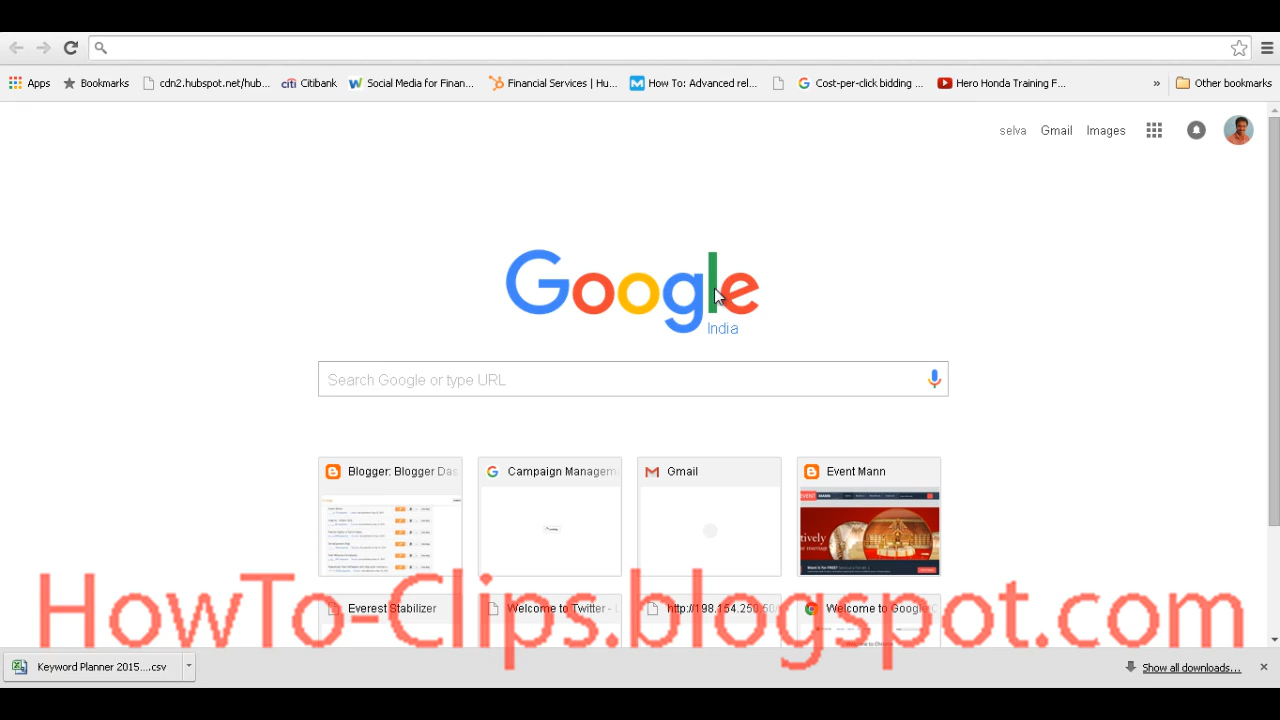 Apps Bookmarks cdn2.hubspot.net/hub... citi Citibank Social Media for Finan... Financial Services | Hu... How To: Advanced rel... Cost-per-click bidding ... Hero Honda Training F... » Other bookmarks
selva Gmail Images
Google
India
Search Google or type URL
Blogger: Blogger Das Campaign Managem Gmail Event Mann
Everest Stabilizer Welcome to Twitter - L http://198.154.250.50/ Welcome to Google C
HowTo-Clips.blogspot.com
Keyword Planner 2015....csv Show all downloads...